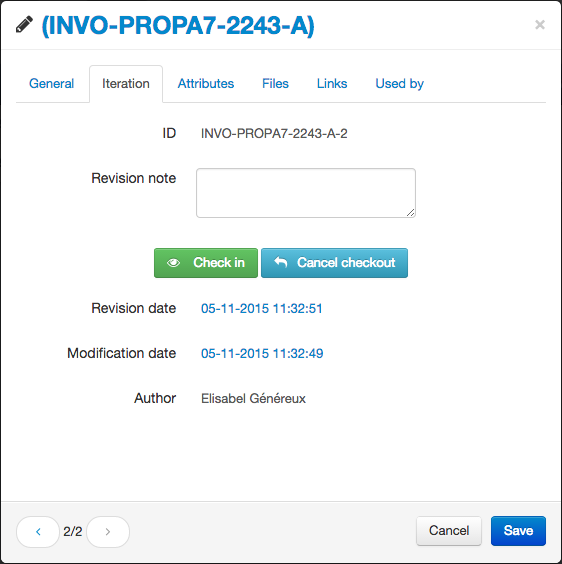 (INVO-PROPA7-2243-A) ×
General Iteration Attributes Files Links Used by
ID INVO-PROPA7-2243-A-2
Revision note
Check in Cancel checkout
Revision date 05-11-2015 11:32:51
Modification date 05-11-2015 11:32:49
Author Elisabel Généreux
‹ 2/2 › Cancel Save